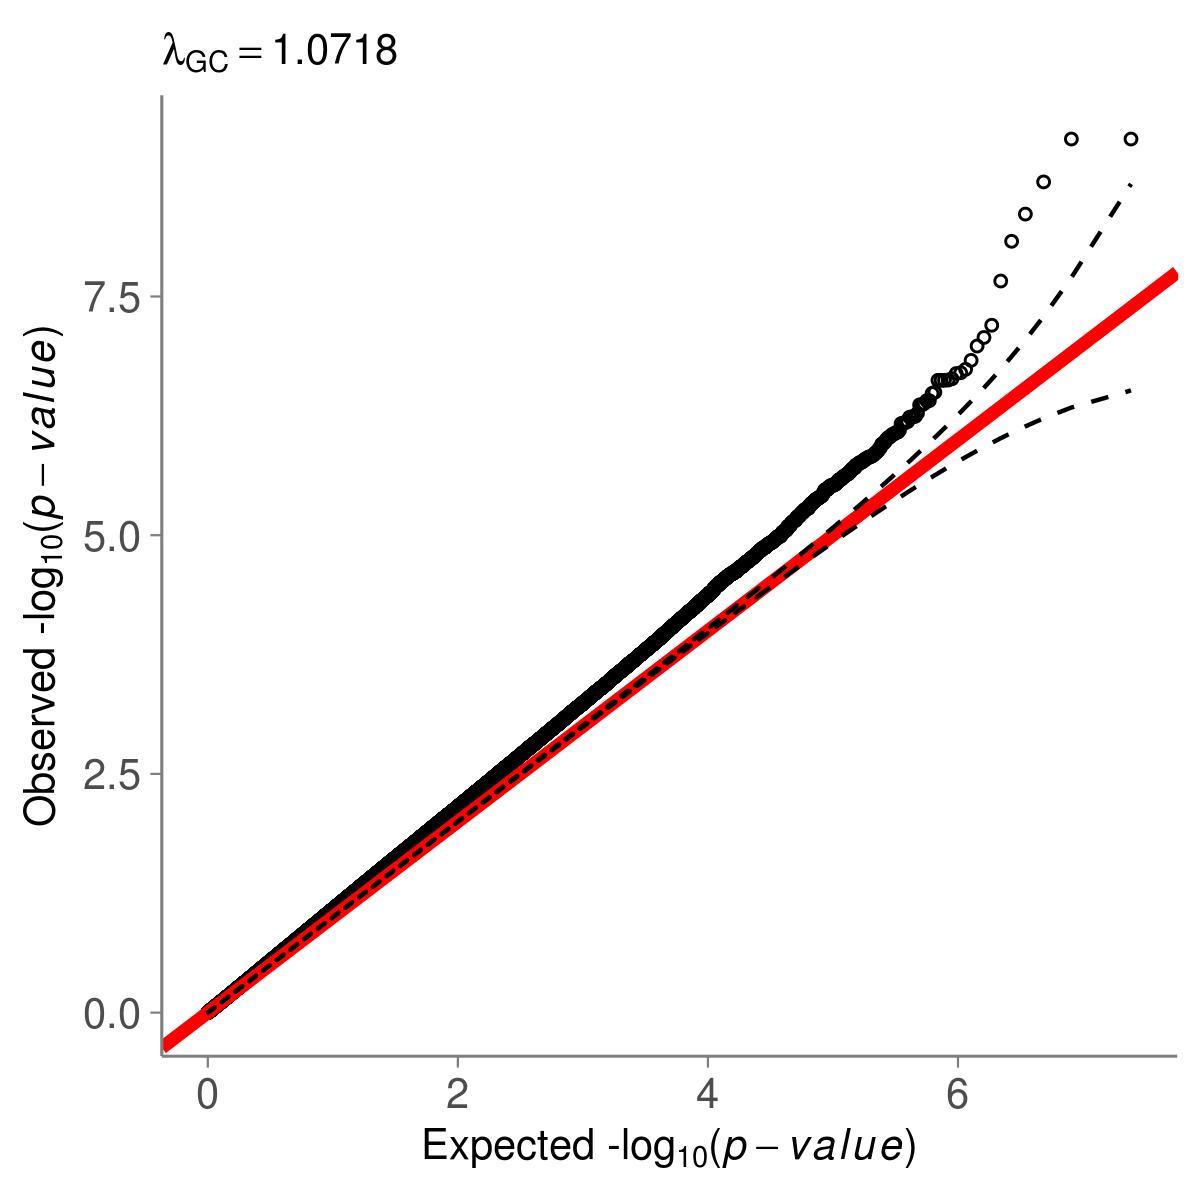 λGC = 1.0718
7.5
5.0
2.5
0.0
Observed -log10(p − value)
0 2 4 6
Expected -log10(p − value)